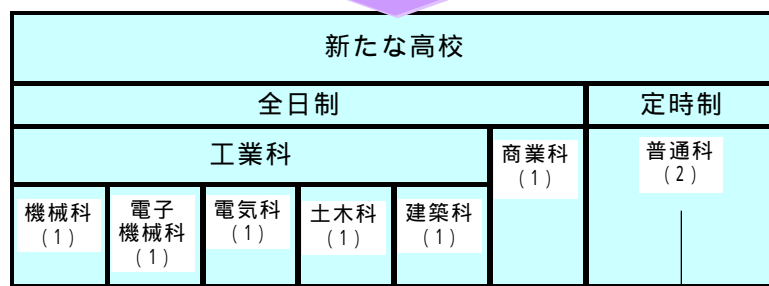 新たな高校
全日制
定時制
工業科
商業科
(1)
普通科
(2)
機械科
(1)
電子
機械科
(1)
電気科
(1)
土木科
(1)
建築科
(1)